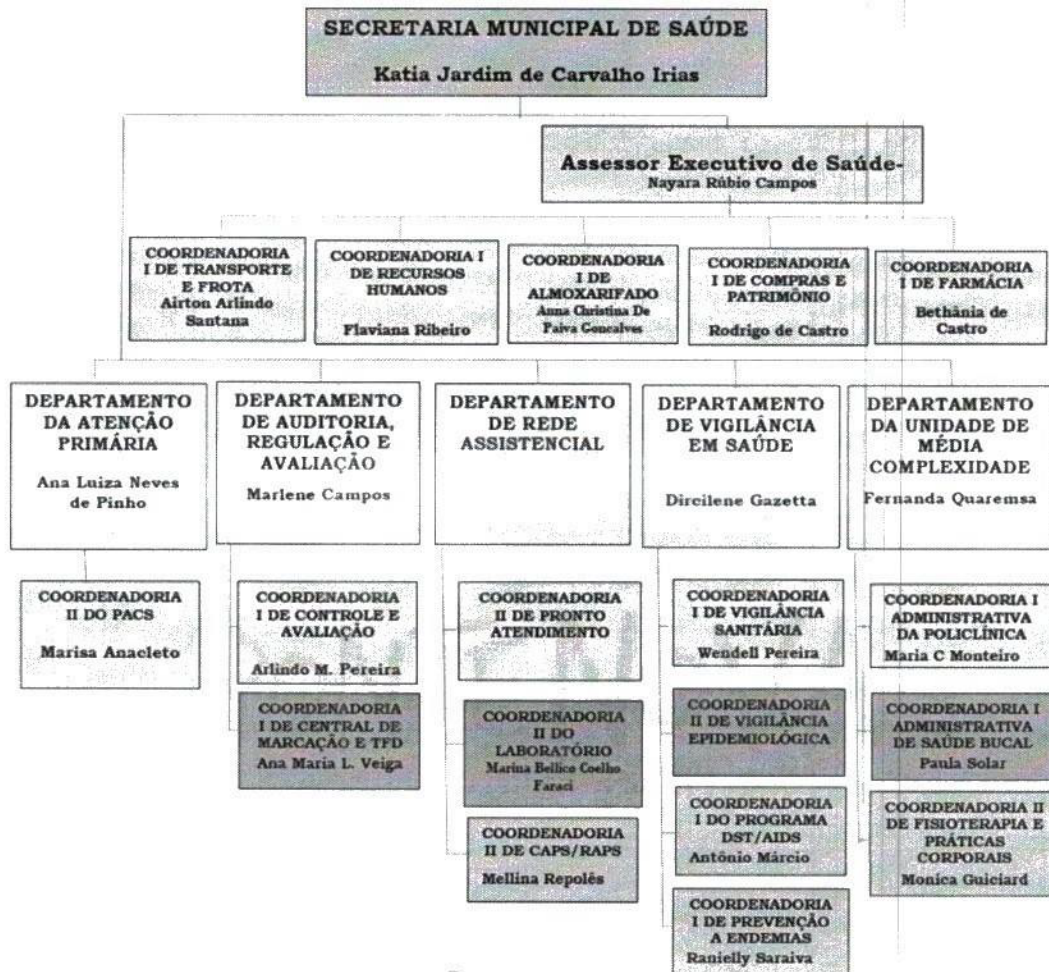 SECRETARIA MUNICIPAL DE SAÚDE
Katia Jardim de Carvalho Irias
Assessor Executivo de Saúde-
Nayara Rúbio Campos
COORDENADORIA
I DE TRANSPORTE
E FROTA
Airton Arlindo
Santana
COORDENADORIA I
DE RECURSOS
HUMANOS
Flaviana Ribeiro
COORDENADORIA
I DE
ALMOXARIFADO
Anna Christina De
Paiva Goncalves
COORDENADORIA
I DE COMPRAS E
PATRIMÔNIO
Rodrigo de Castro
COORDENADORIA
I DE FARMÁCIA
Bethânia de
Castro
DEPARTAMENTO
DA ATENÇÃO
PRIMÁRIA
Ana Luiza Neves
de Pinho
DEPARTAMENTO
DE AUDITORIA,
REGULAÇÃO E
AVALIAÇÃO
Marlene Campos
DEPARTAMENTO
DE REDE
ASSISTENCIAL
DEPARTAMENTO
DE VIGILÂNCIA
EM SAÚDE
Dircilene Gazetta
DEPARTAMENTO
DA UNIDADE DE
MÉDIA
COMPLEXIDADE
Fernanda Quaremsa
COORDENADORIA
II DO PACS
Marisa Anacleto
COORDENADORIA
I DE CONTROLE E
AVALIAÇÃO
Arlindo M. Pereira
COORDENADORIA
II DE PRONTO
ATENDIMENTO
COORDENADORIA
I DE VIGILÂNCIA
SANITÁRIA
Wendell Pereira
COORDENADORIA I
ADMINISTRATIVA
DA POLICLÍNICA
Maria C Monteiro
COORDENADORIA
I DE CENTRAL DE
MARCAÇÃO E TFD
Ana Maria L. Veiga
COORDENADORIA
II DO
LABORATÓRIO
Marina Bellico Coelho
Faraci
COORDENADORIA
II DE VIGILÂNCIA
EPIDEMIOLÓGICA
COORDENADORIA I
ADMINISTRATIVA
DE SAÚDE BUCAL
Paula Solar
COORDENADORIA
II DE CAPS/RAPS
Mellina Repolês
COORDENADORIA
I DO PROGRAMA
DST/AIDS
Antônio Márcio
COORDENADORIA II
DE FISIOTERAPIA E
PRÁTICAS
CORPORAIS
Monica Guiciard
COORDENADORIA
I DE PREVENÇÃO
A ENDEMIAS
Ranielly Saraiva